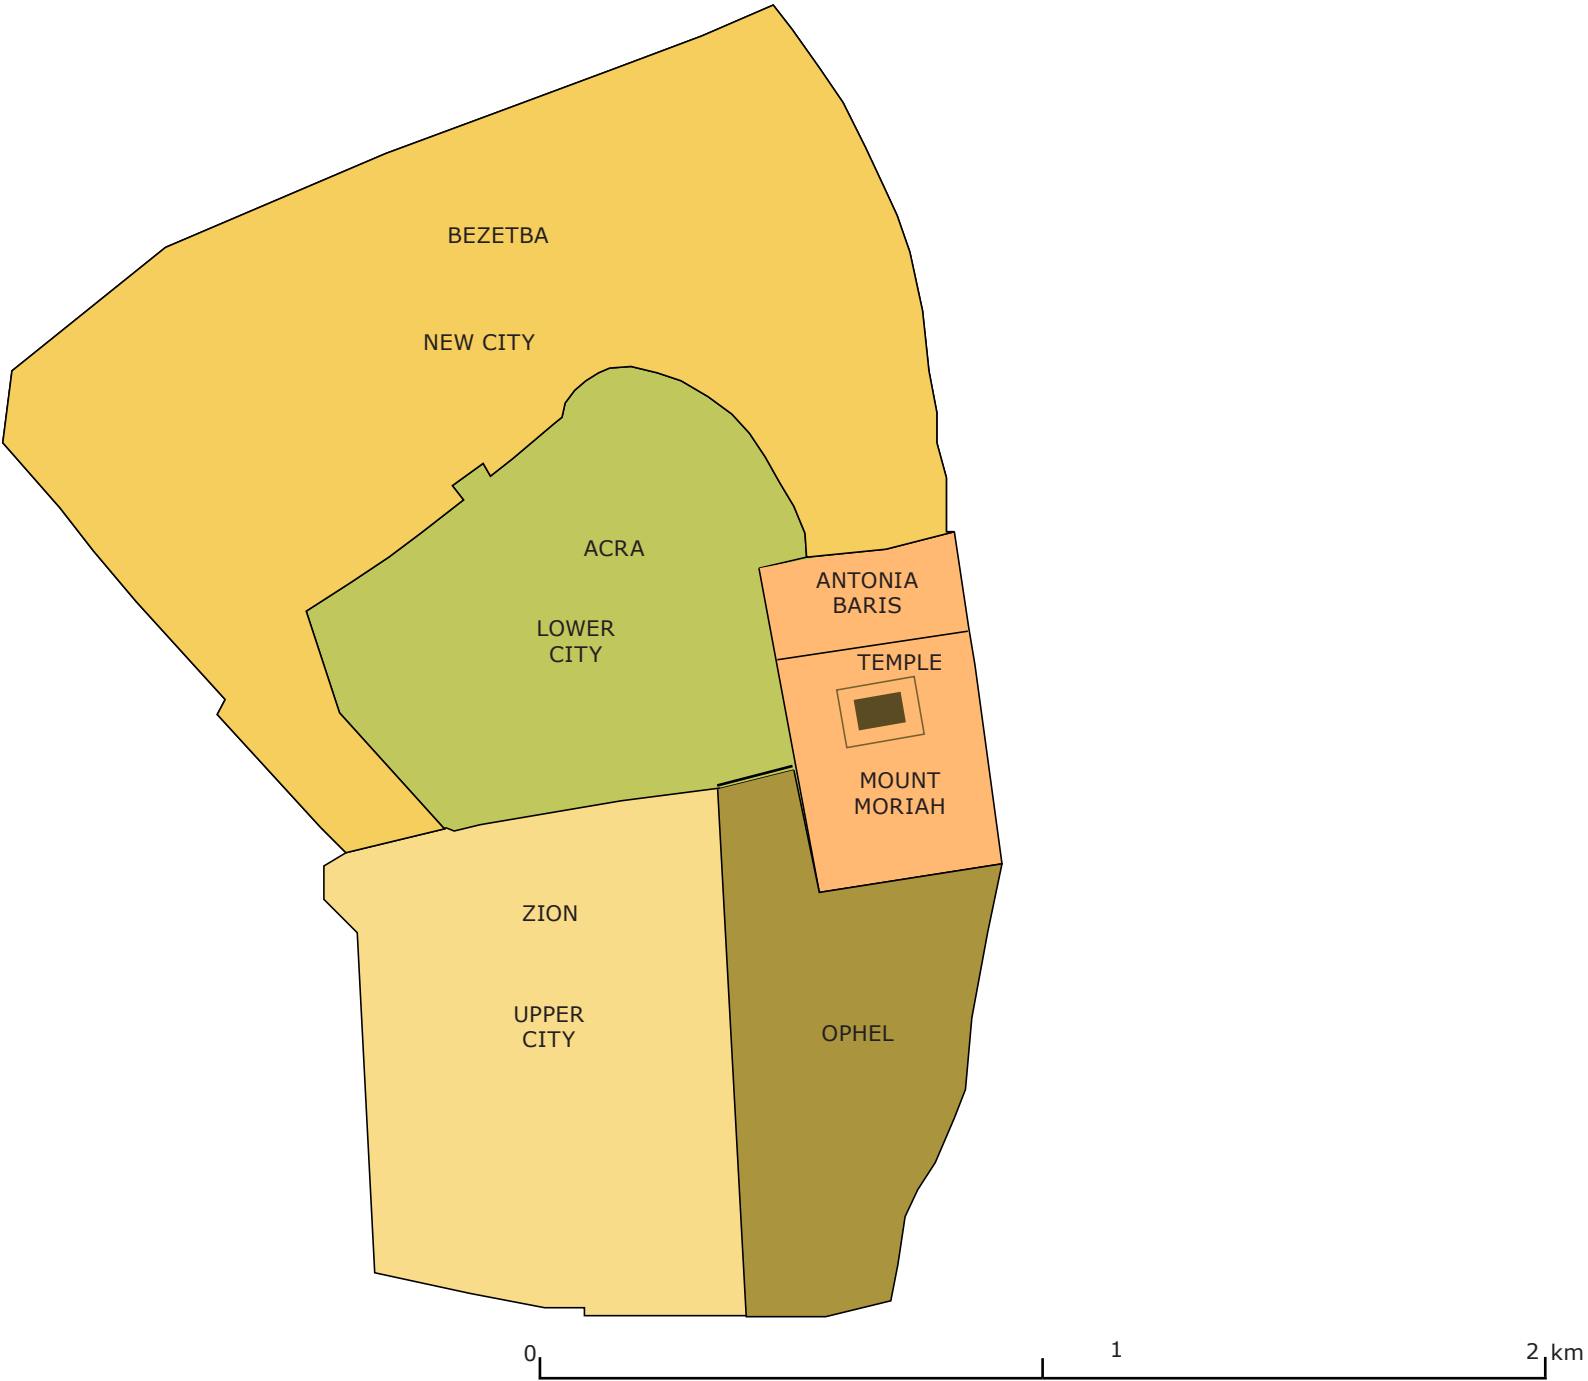 BEZETBA
NEW CITY
ACRA
LOWER
CITY
ANTONIA
BARIS
TEMPLE
MOUNT
MORIAH
ZION
UPPER
CITY
OPHEL
0
1
2 km